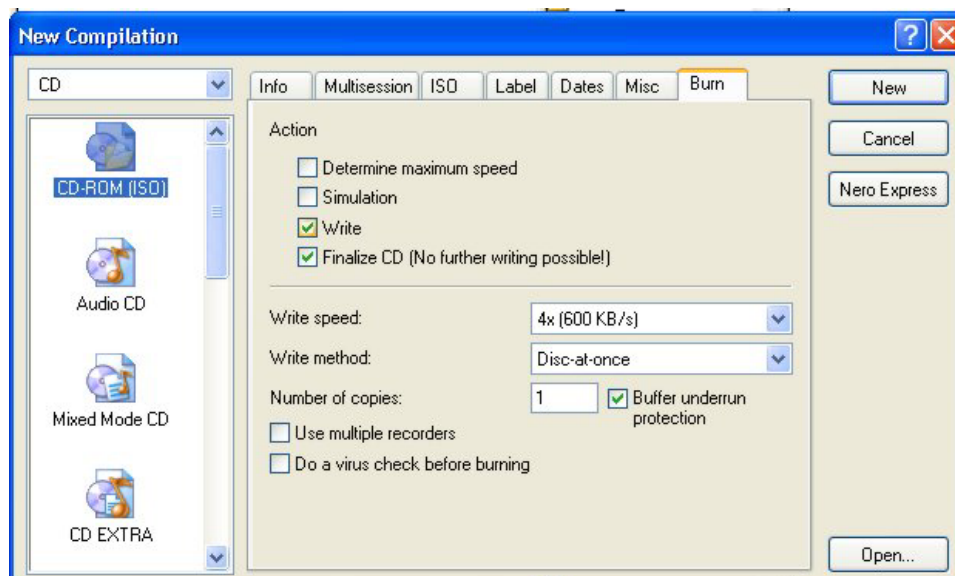 New Compilation
?
CD
Info Multisession ISO Label Dates Misc Burn
New
Cancel
Nero Express
CD-ROM (ISO)
Audio CD
Mixed Mode CD
CD EXTRA
Action
Determine maximum speed
Simulation
Write
Finalize CD (No further writing possible!)
Write speed: 4x (600 KB/s)
Write method: Disc-at-once
Number of copies: 1 Buffer underrun
protection
Use multiple recorders
Do a virus check before burning
Open...